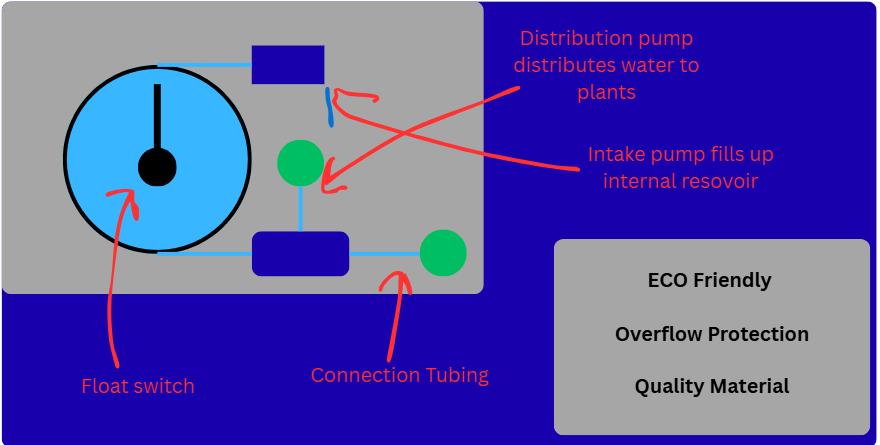 Distribution pump
distributes water to
plants
Intake pump fills up
internal resovoir
ECO Friendly
Overflow Protection
Quality Material
Float switch
Connection Tubing